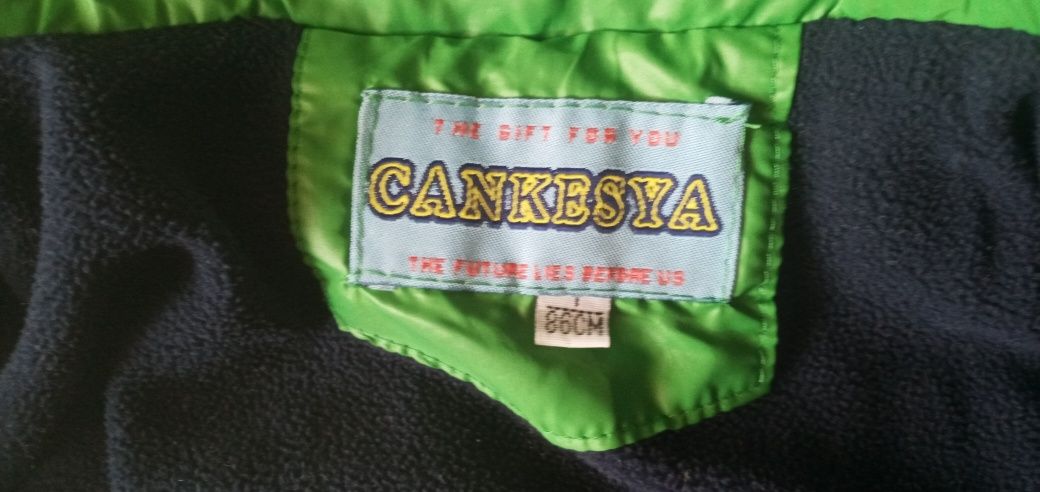 THE GIFT FOR YOU
CANKESYA
THE FUTURE LIES BEFORE US
86CM